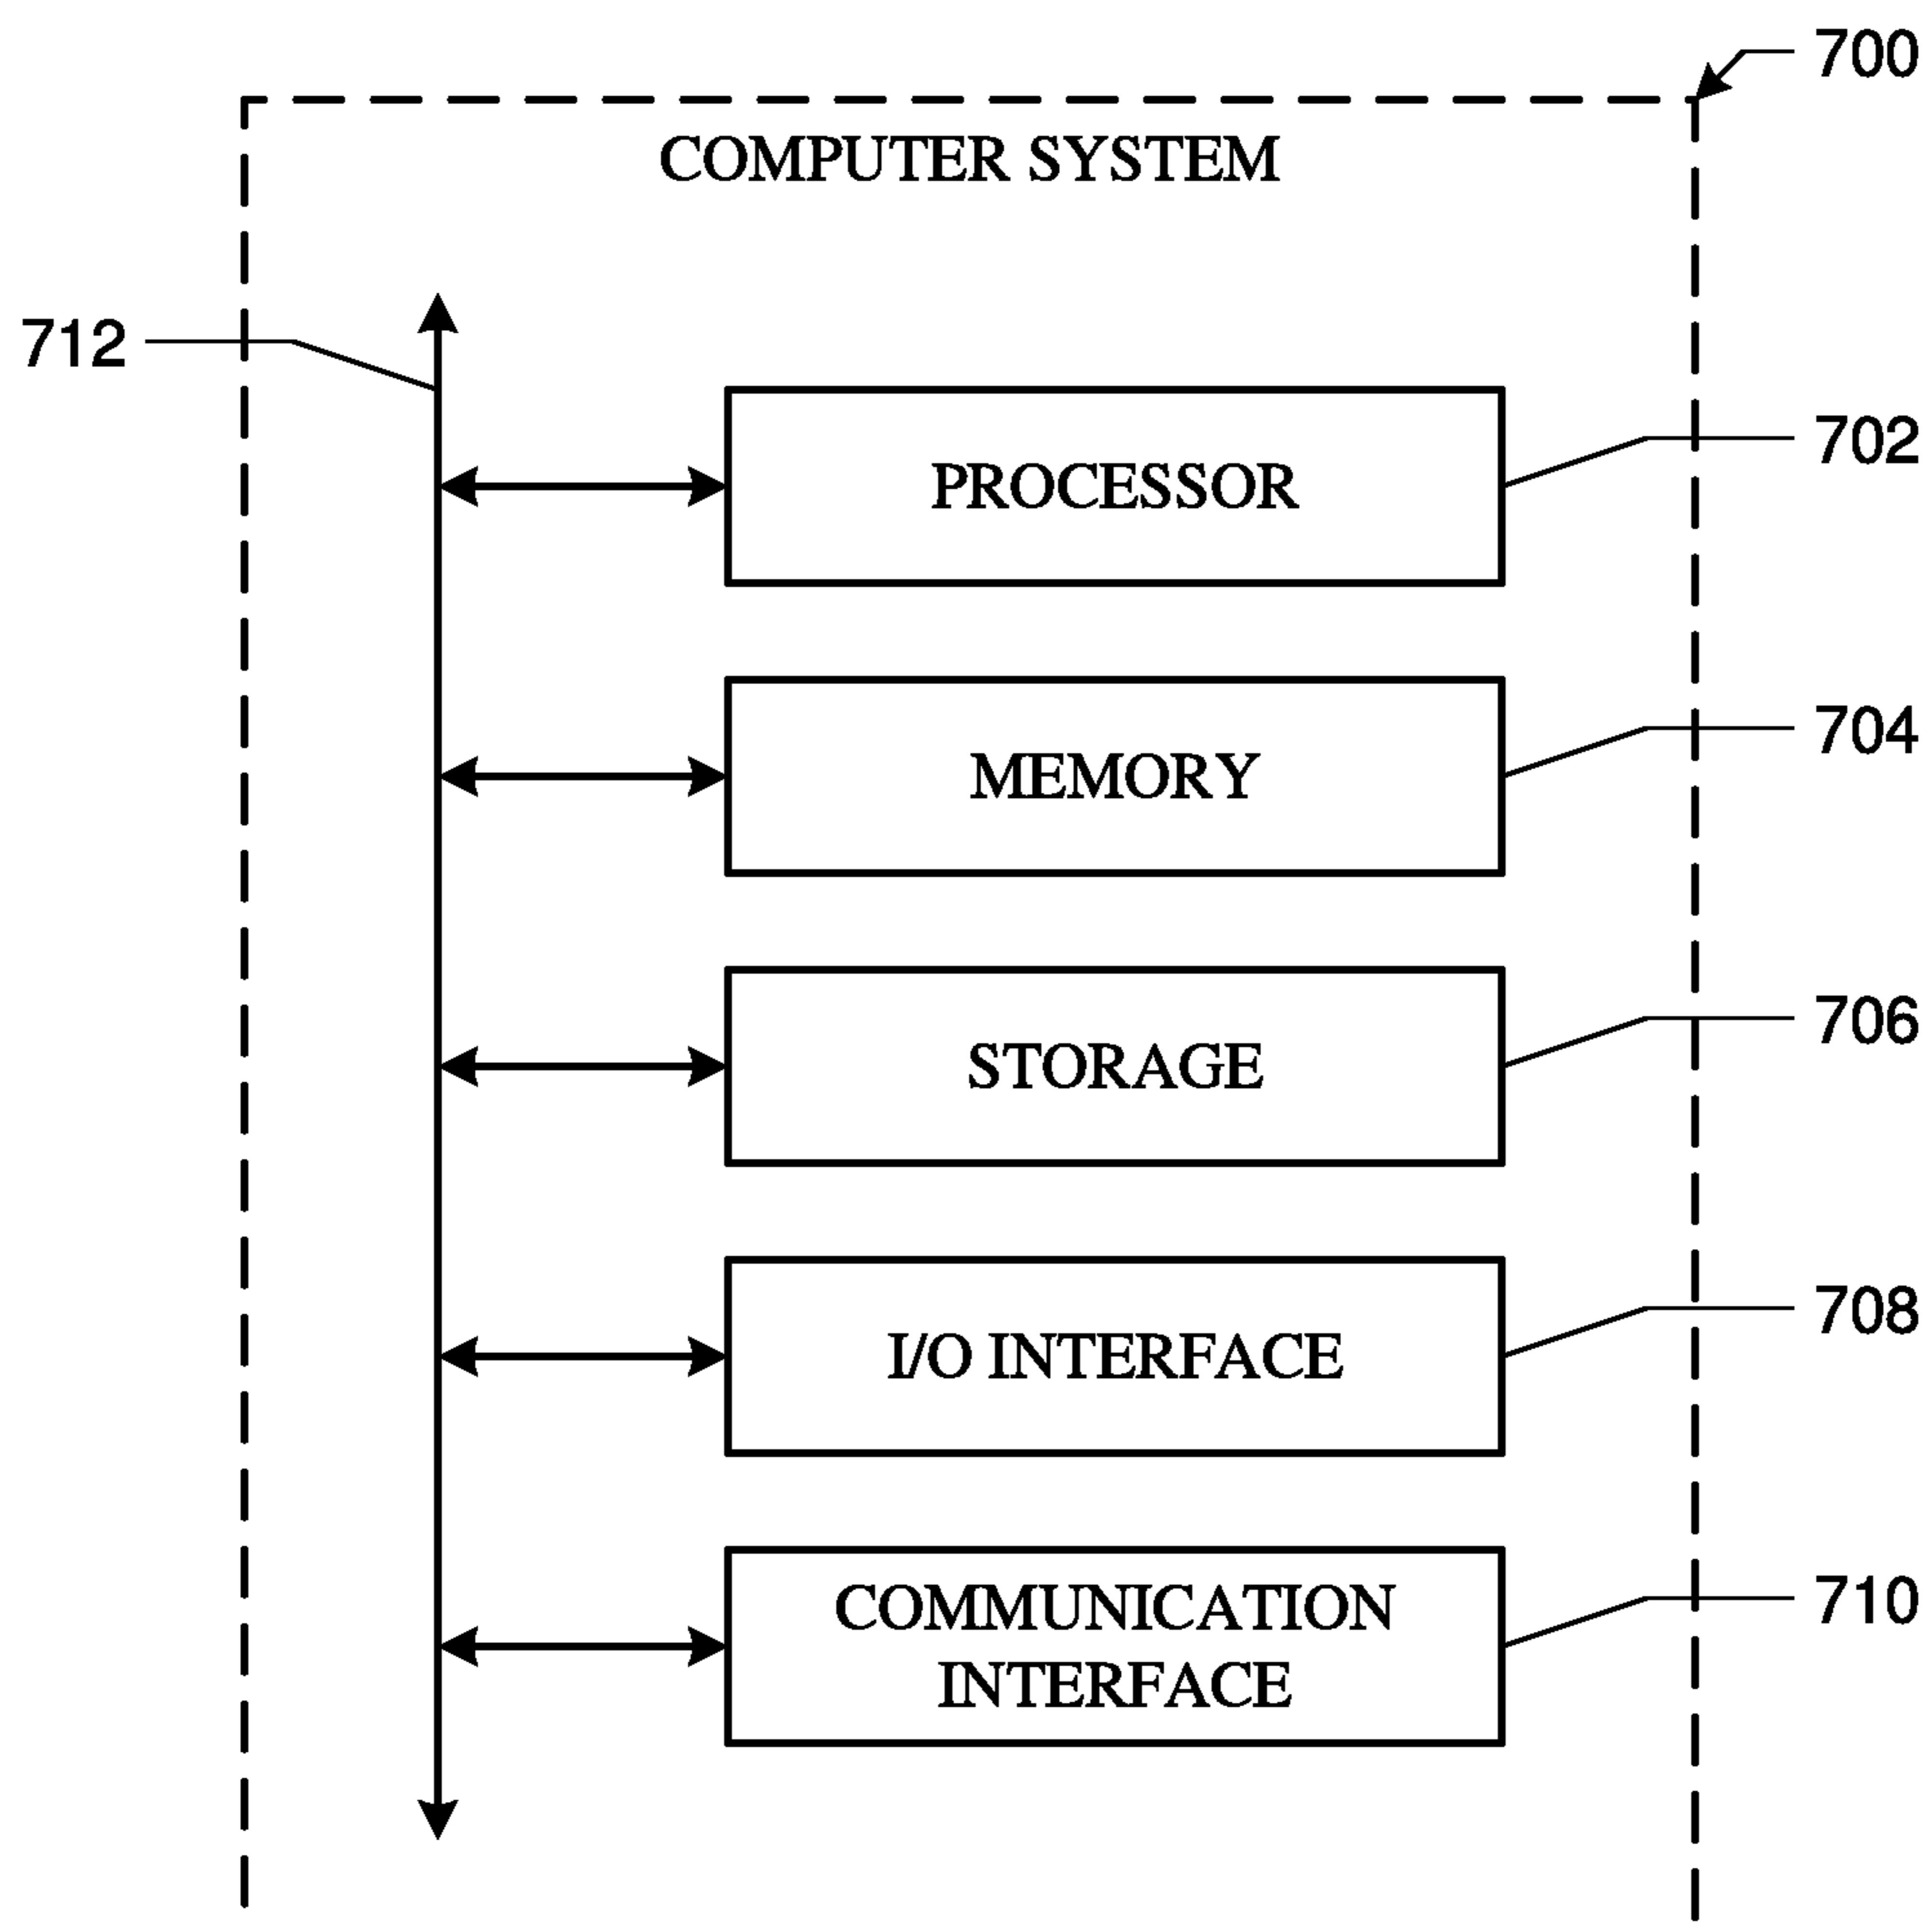 700
COMPUTER SYSTEM
712
702
PROCESSOR
704
MEMORY
706
STORAGE
708
I/O INTERFACE
710
COMMUNICATION
INTERFACE